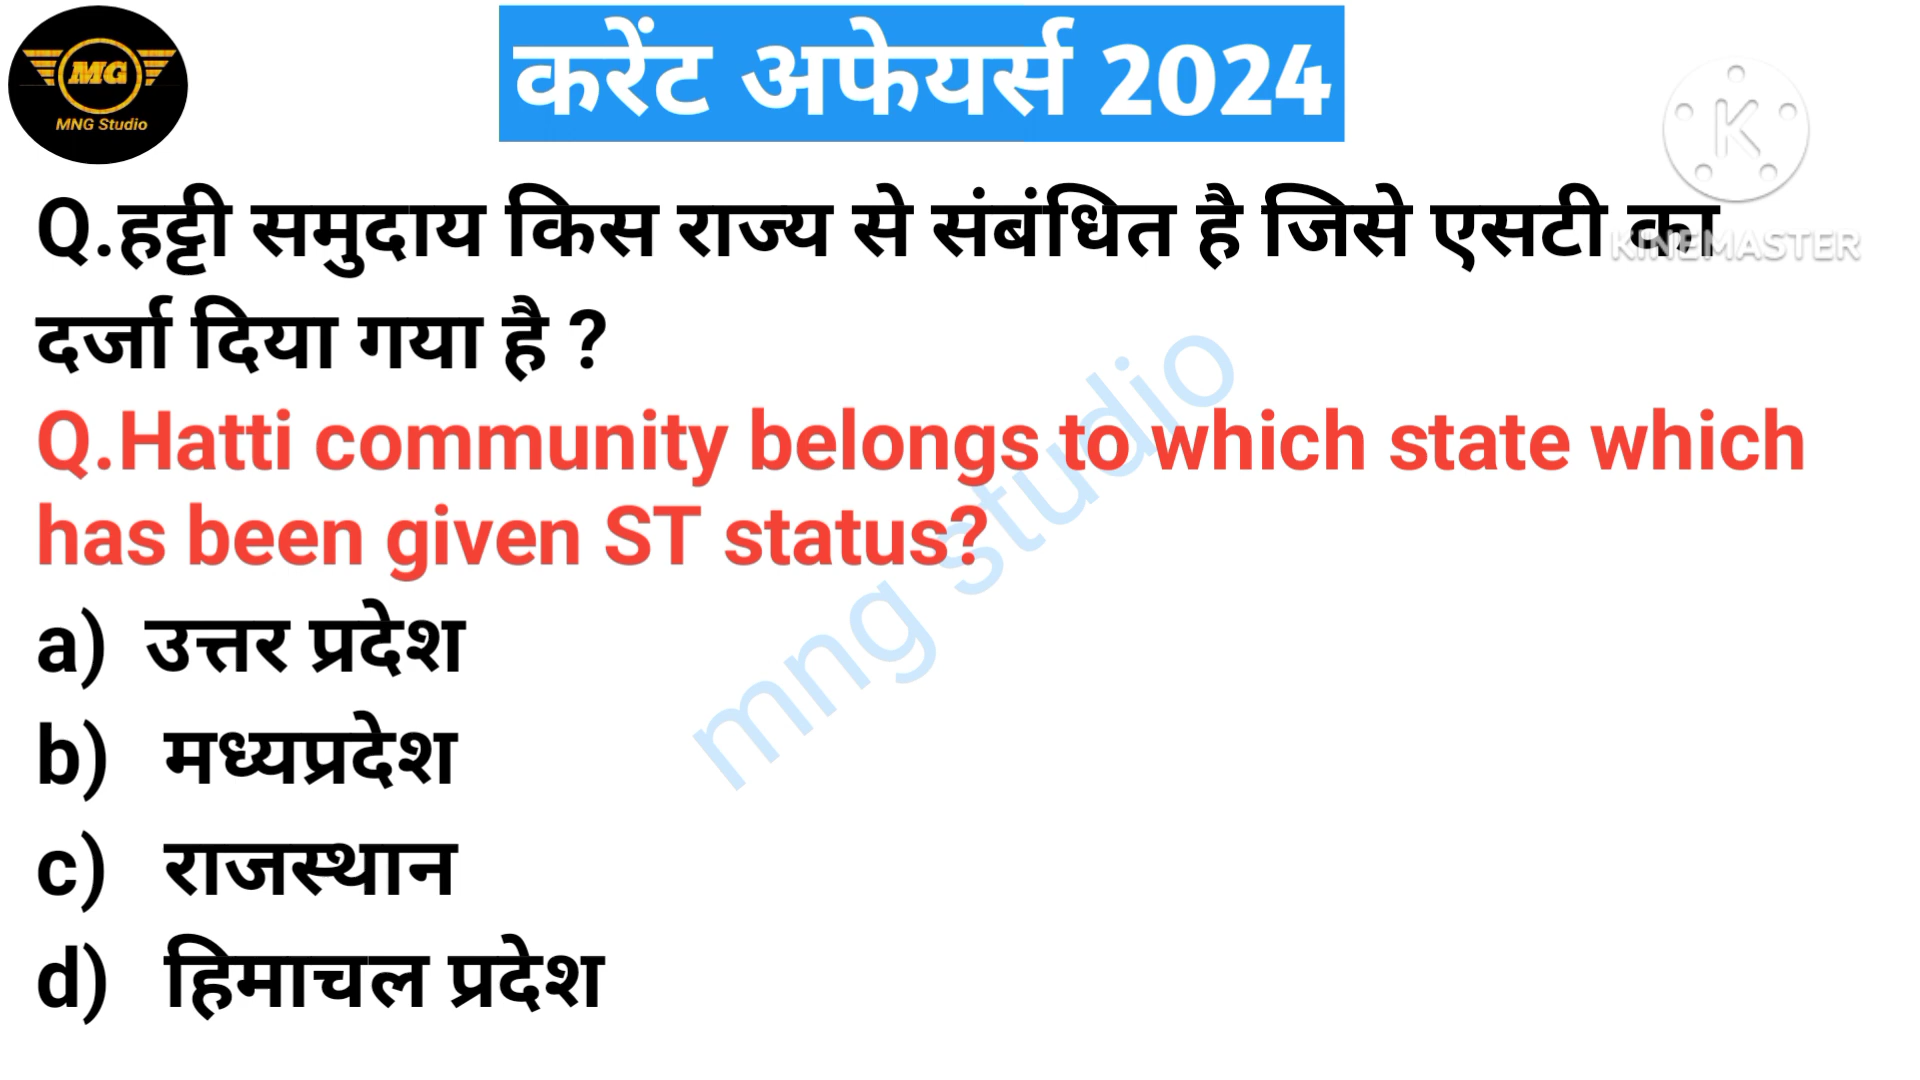 MG
MNG Studio
करेंट अफेयर्स 2024
K
Q.हट्टी समुदाय किस राज्य से संबंधित है जिसे एसटी का
KINEMASTER
दर्जा दिया गया है ?
Q.Hatti community belongs to which state which
has been given ST status?
mng studio
a) उत्तर प्रदेश
b) मध्यप्रदेश
c) राजस्थान
d) हिमाचल प्रदेश